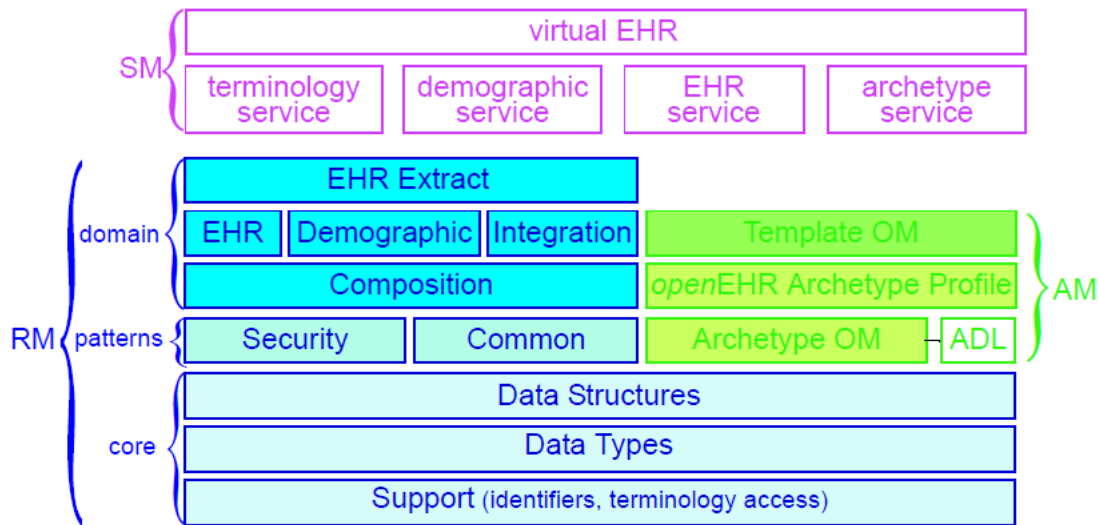 virtual EHR
SM
terminology
service
demographic
service
EHR
service
archetype
service
EHR Extract
domain
EHR
Demographic
Integration
Template OM
Composition
openEHR Archetype Profile
AM
RM
patterns
Security
Common
Archetype OM
ADL
Data Structures
core
Data Types
Support (identifiers, terminology access)